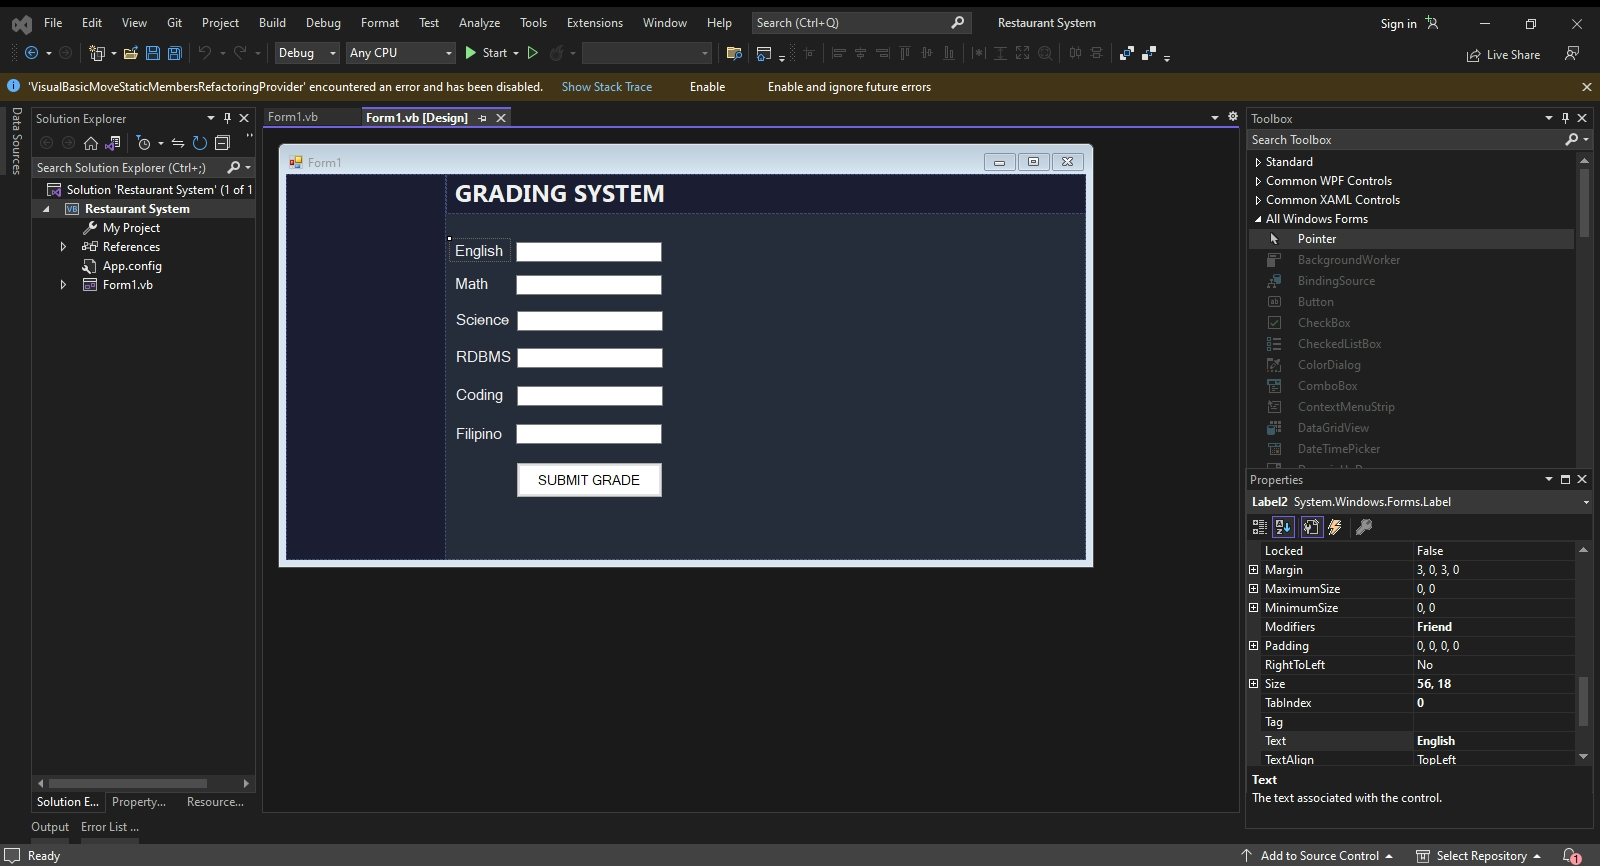 File Edit View Git Project Build Debug Format Test Analyze Tools Extensions Window Help Search (Ctrl+Q) Restaurant System Sign in
Debug Any CPU Start Live Share
'VisualBasicMoveStaticMembersRefactoringProvider' encountered an error and has been disabled. Show Stack Trace Enable Enable and ignore future errors
Data Sources
Solution Explorer
Search Solution Explorer (Ctrl+;)
Solution 'Restaurant System' (1 of 1
VB Restaurant System
My Project
References
App.config
Form1.vb
Solution E... Property... Resource...
Output Error List ...
Form1.vb Form1.vb [Design]
Form1
GRADING SYSTEM
English
Math
Science
RDBMS
Coding
Filipino
SUBMIT GRADE
Toolbox
Search Toolbox
Standard
Common WPF Controls
Common XAML Controls
All Windows Forms
Pointer
BackgroundWorker
BindingSource
Button
CheckBox
CheckedListBox
ColorDialog
ComboBox
ContextMenuStrip
DataGridView
DateTimePicker
Properties
Label2 System.Windows.Forms.Label
Locked False
Margin 3, 0, 3, 0
MaximumSize 0, 0
MinimumSize 0, 0
Modifiers Friend
Padding 0, 0, 0, 0
RightToLeft No
Size 56, 18
TabIndex 0
Tag
Text English
TextAlign TopLeft
Text
The text associated with the control.
Ready Add to Source Control Select Repository 1